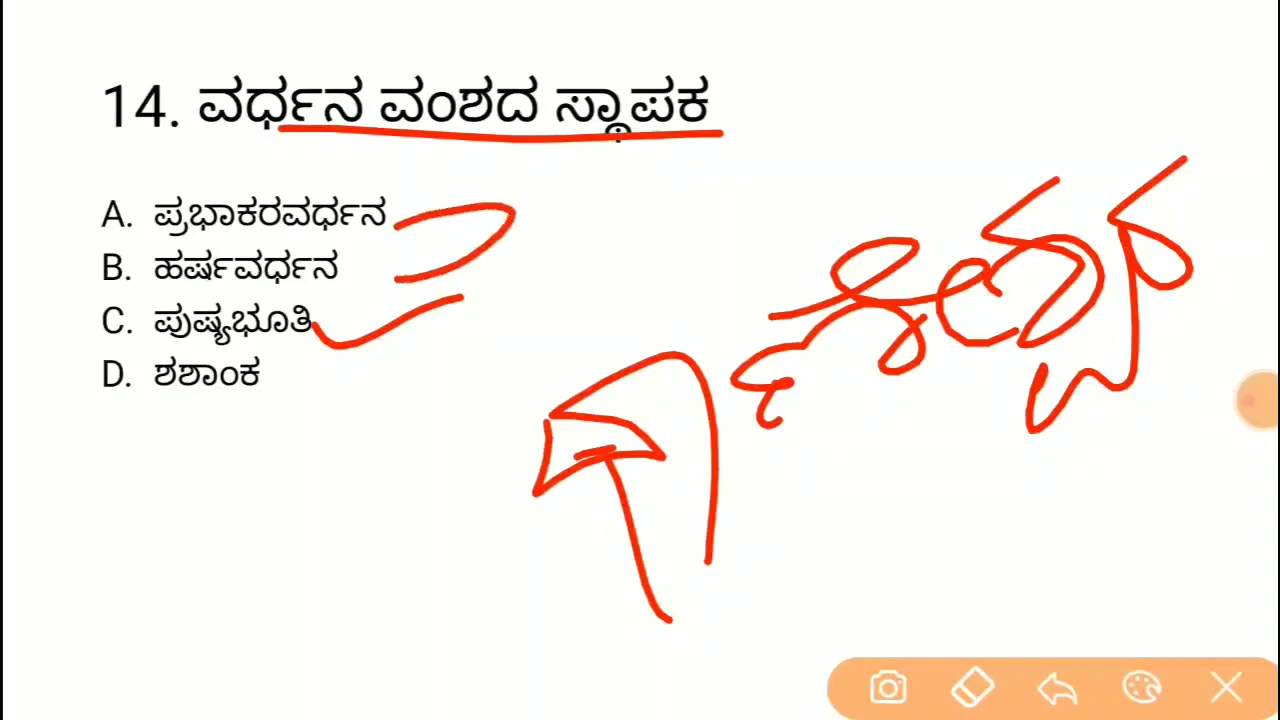 14. ವರ್ಧನ ವಂಶದ ಸ್ಥಾಪಕ
A. ಪ್ರಭಾಕರವರ್ಧನ
B. ಹರ್ಷವರ್ಧನ
C. ಪುಷ್ಯಭೂತಿ
D. ಶಶಾಂಕ